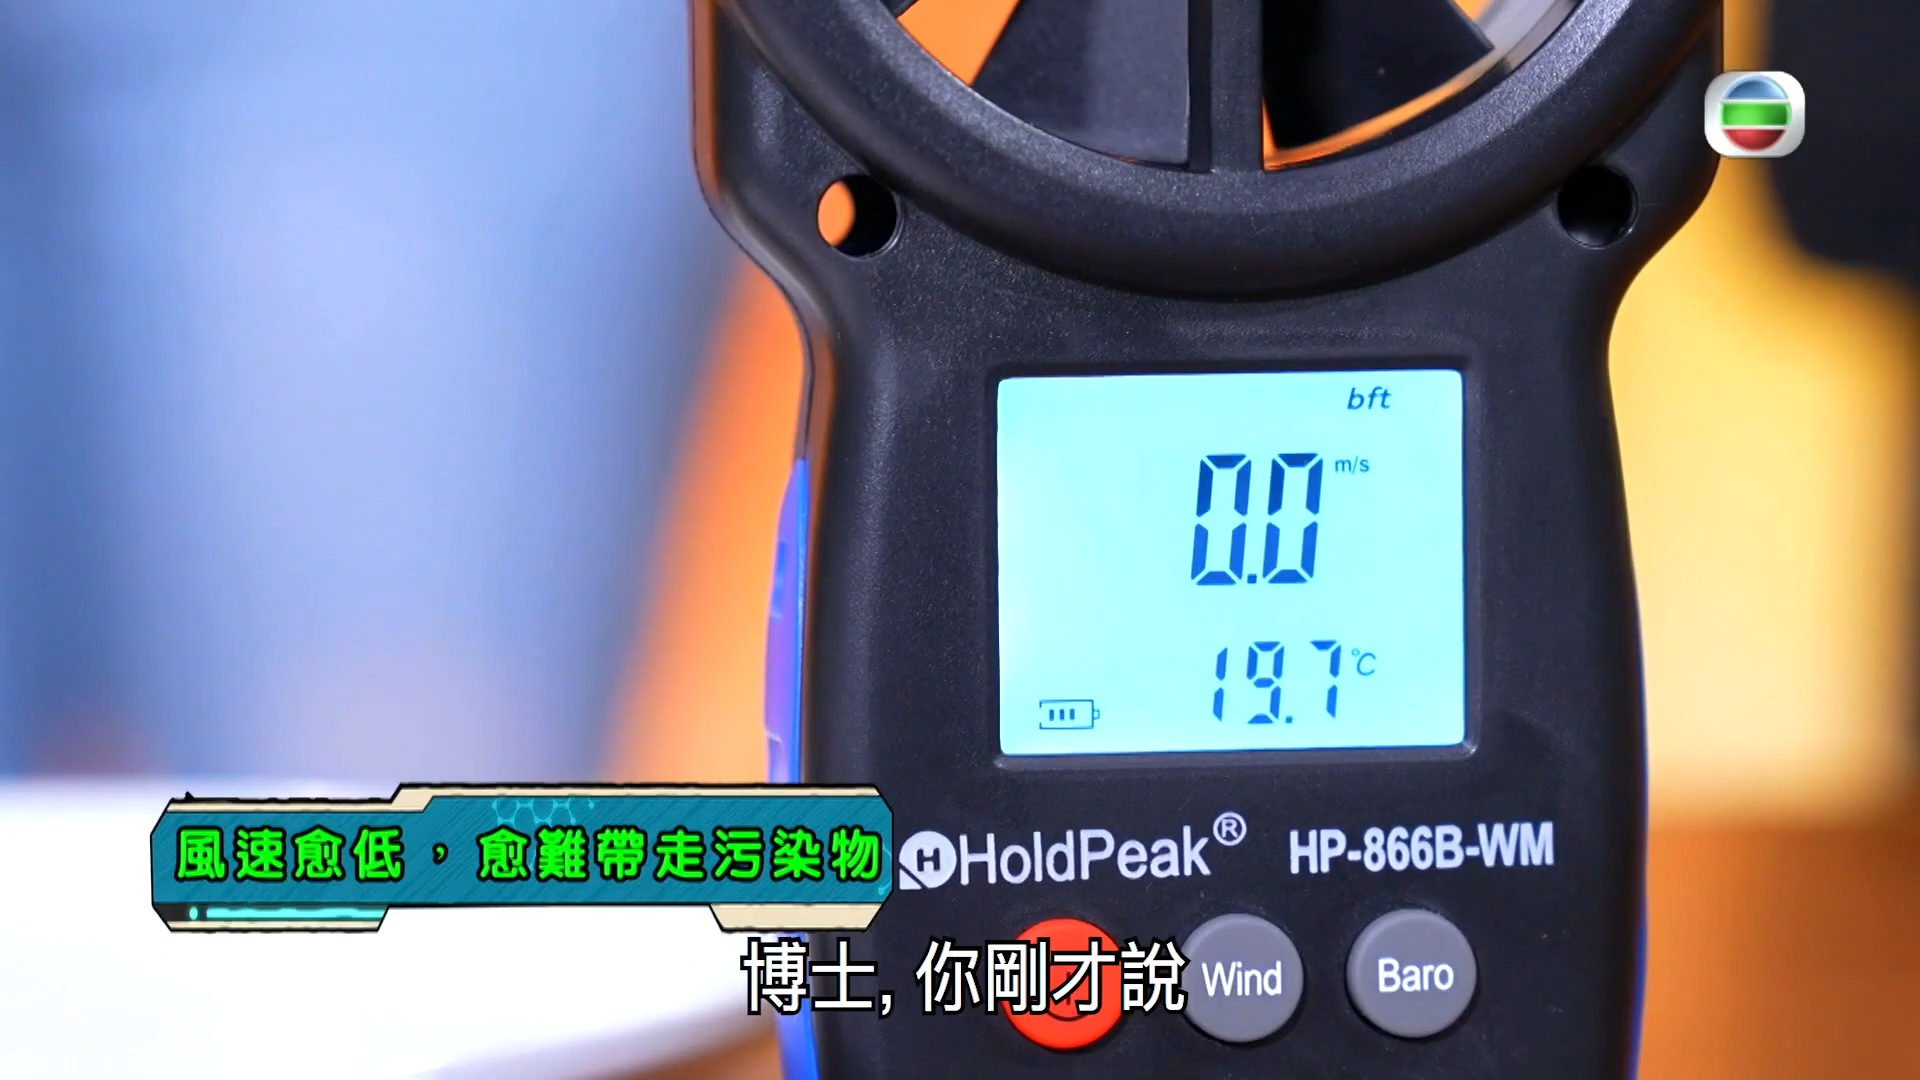 bft
0.0 m/s
19.7 °C
風速愈低，愈難帶走污染物
HoldPeak® HP-866B-WM
博士, 你剛才說
Wind
Baro